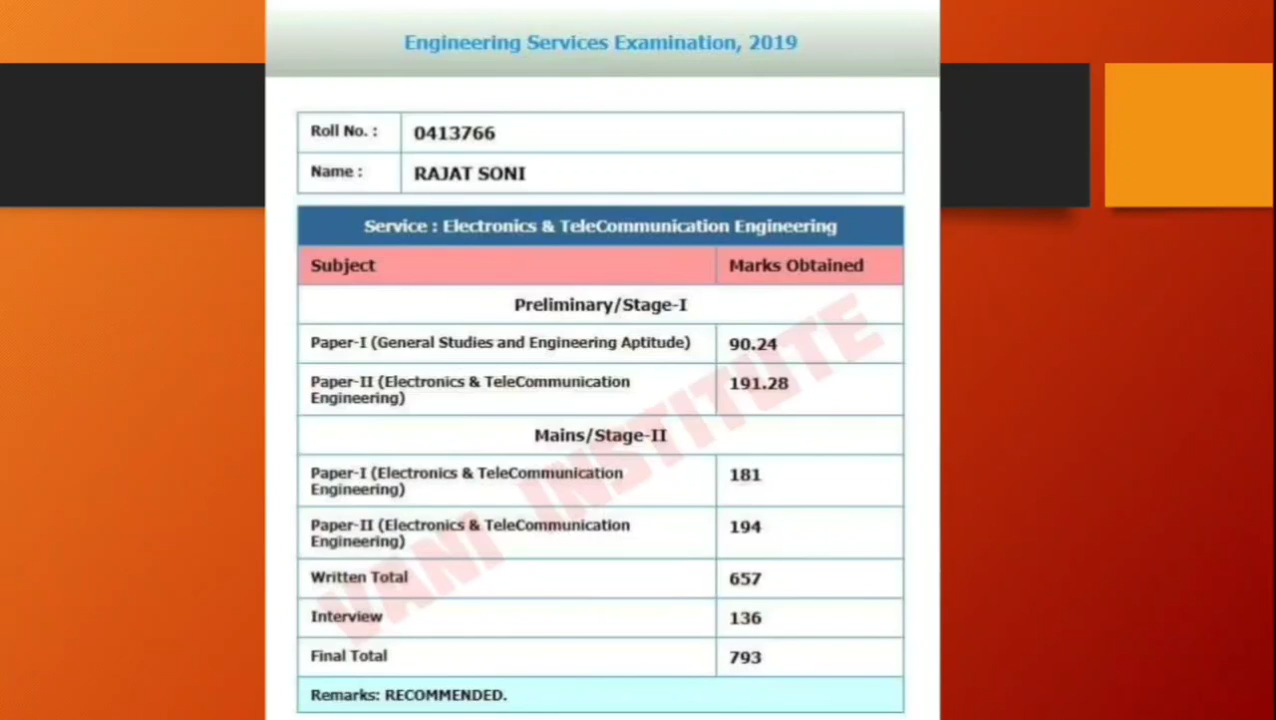 Engineering Services Examination, 2019
Roll No. : 0413766
Name : RAJAT SONI
Service : Electronics & TeleCommunication Engineering
Subject Marks Obtained
Preliminary/Stage-I
Paper-I (General Studies and Engineering Aptitude) 90.24
Paper-II (Electronics & TeleCommunication 191.28
Engineering)
Mains/Stage-II
Paper-I (Electronics & TeleCommunication 181
Engineering)
Paper-II (Electronics & TeleCommunication 194
Engineering)
Written Total 657
Interview 136
Final Total 793
Remarks: RECOMMENDED.
VANI INSTITUTE